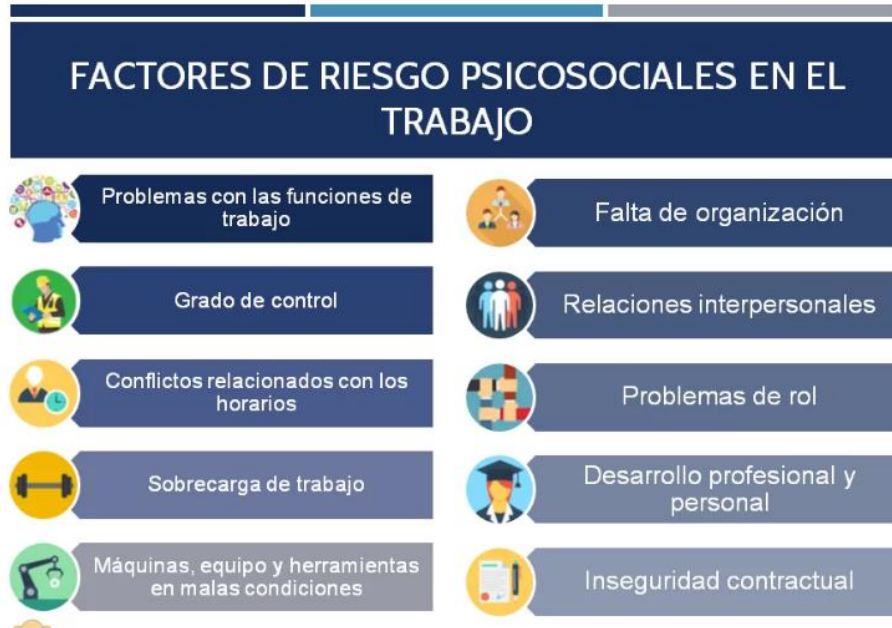 FACTORES DE RIESGO PSICOSOCIALES EN EL
TRABAJO
Problemas con las funciones de
trabajo
Grado de control
Conflictos relacionados con los
horarios
Sobrecarga de trabajo
Máquinas, equipo y herramientas
en malas condiciones
Falta de organización
Relaciones interpersonales
Problemas de rol
Desarrollo profesional y
personal
Inseguridad contractual